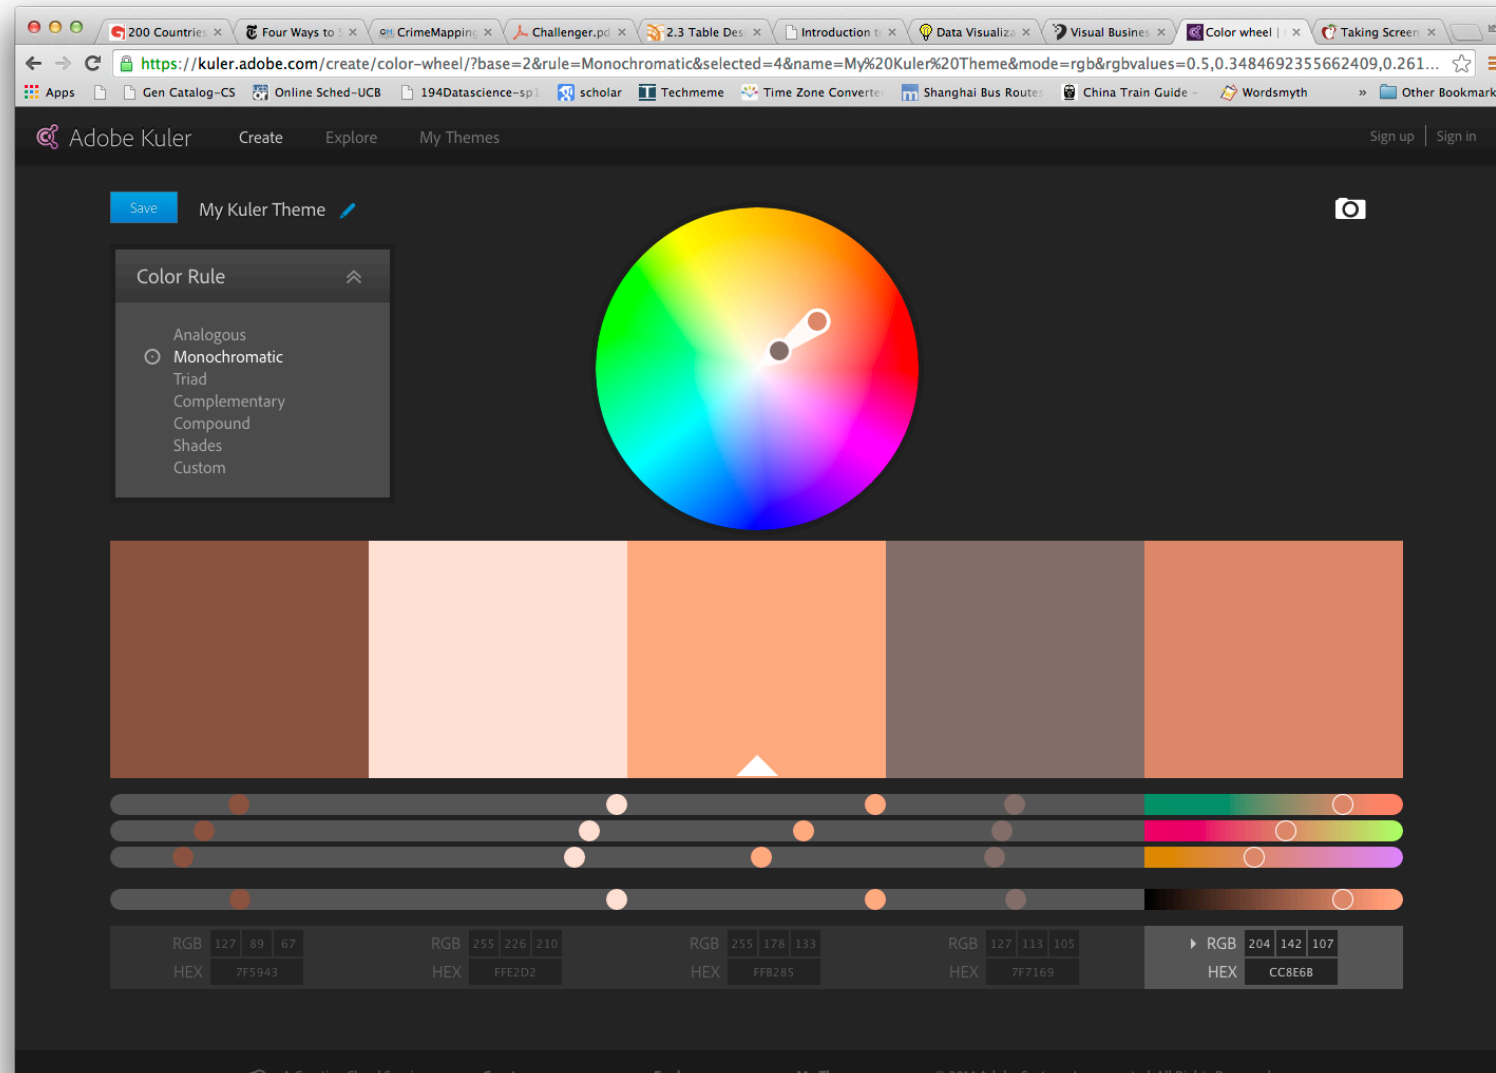 200 Countries
Four Ways to S
CrimeMapping
Challenger.pd
2.3 Table Des
Introduction t
Data Visualiza
Visual Busines
Color wheel |
Taking Screen
https://kuler.adobe.com/create/color-wheel/?base=2&rule=Monochromatic&selected=4&name=My%20Kuler%20Theme&mode=rgb&rgbvalues=0.5,0.3484692355662409,0.261...
Apps Gen Catalog-CS Online Sched-UCB 194Datascience-sp1 scholar Techmeme Time Zone Converte Shanghai Bus Routes China Train Guide - Wordsmyth » Other Bookmark
Adobe Kuler Create Explore My Themes Sign up Sign in
Save My Kuler Theme
Color Rule
Analogous
Monochromatic
Triad
Complementary
Compound
Shades
Custom
RGB 127 89 67 RGB 255 226 210 RGB 255 178 133 RGB 127 113 105 RGB 204 142 107
HEX 7F5943 HEX FFE2D2 HEX FFB285 HEX 7F7169 HEX CC8E6B